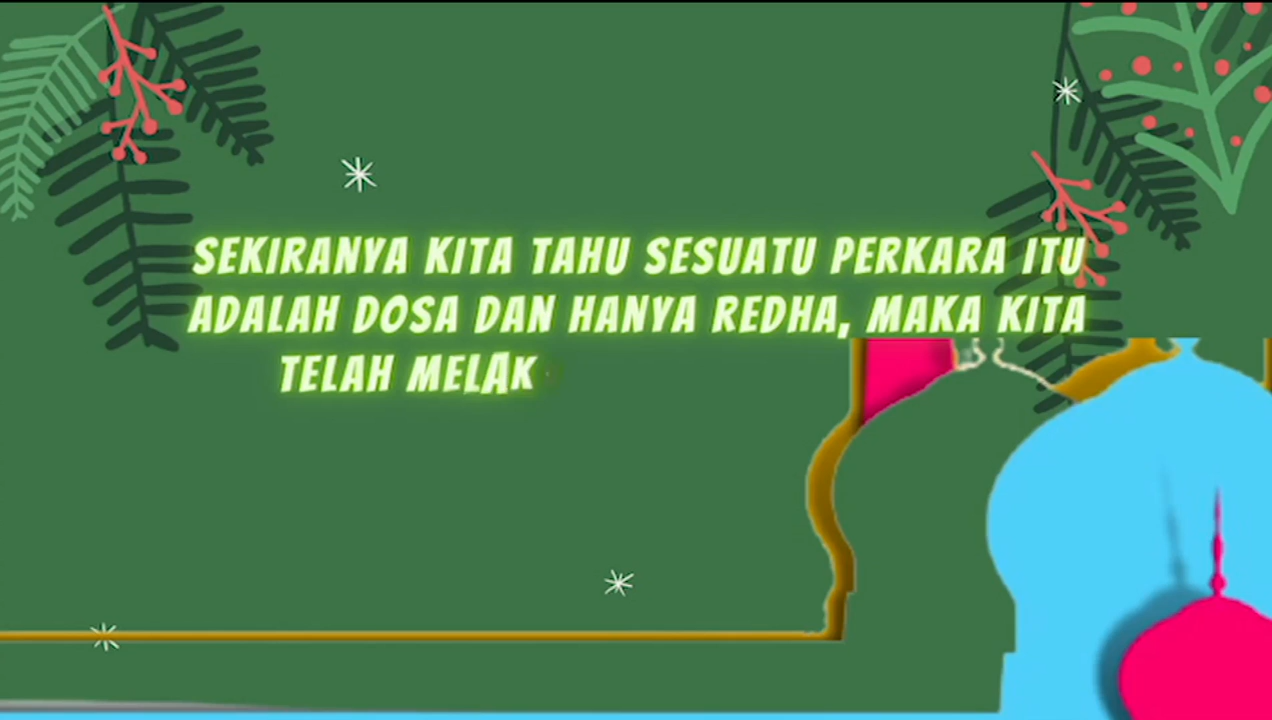 SEKIRANYA KITA TAHU SESUATU PERKARA ITU
ADALAH DOSA DAN HANYA REDHA, MAKA KITA
TELAH MELAK